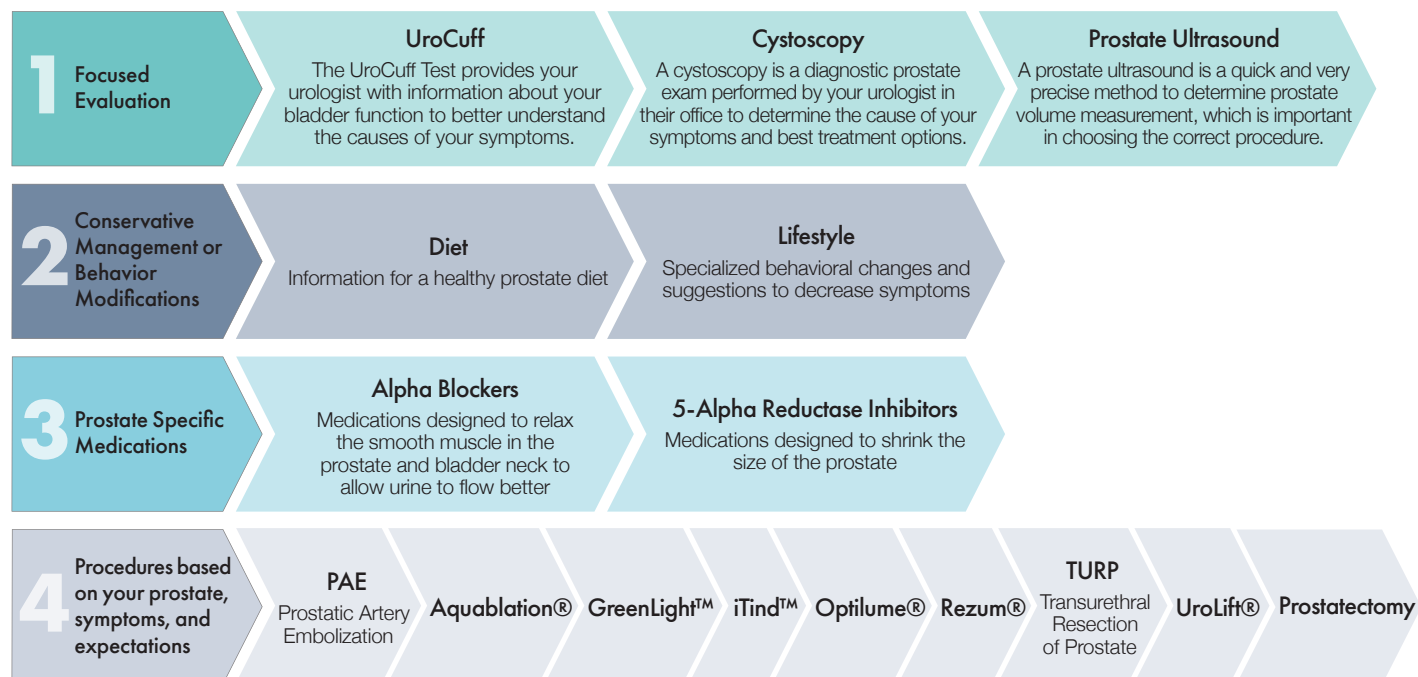 1
Focused
Evaluation
UroCuff
The UroCuff Test provides your
urologist with information about your
bladder function to better understand
the causes of your symptoms.
Cystoscopy
A cystoscopy is a diagnostic prostate
exam performed by your urologist in
their office to determine the cause of your
symptoms and best treatment options.
Prostate Ultrasound
A prostate ultrasound is a quick and very
precise method to determine prostate
volume measurement, which is important
in choosing the correct procedure.
2
Conservative
Management or
Behavior
Modifications
Diet
Information for a healthy prostate diet
Lifestyle
Specialized behavioral changes and
suggestions to decrease symptoms
3
Prostate Specific
Medications
Alpha Blockers
Medications designed to relax
the smooth muscle in the
prostate and bladder neck to
allow urine to flow better
5-Alpha Reductase Inhibitors
Medications designed to shrink the
size of the prostate
4
Procedures based
on your prostate,
symptoms, and
expectations
PAE
Prostatic Artery
Embolization
Aquablation®
GreenLight™
iTind™
Optilume®
Rezum®
TURP
Transurethral
Resection
of Prostate
UroLift®
Prostatectomy